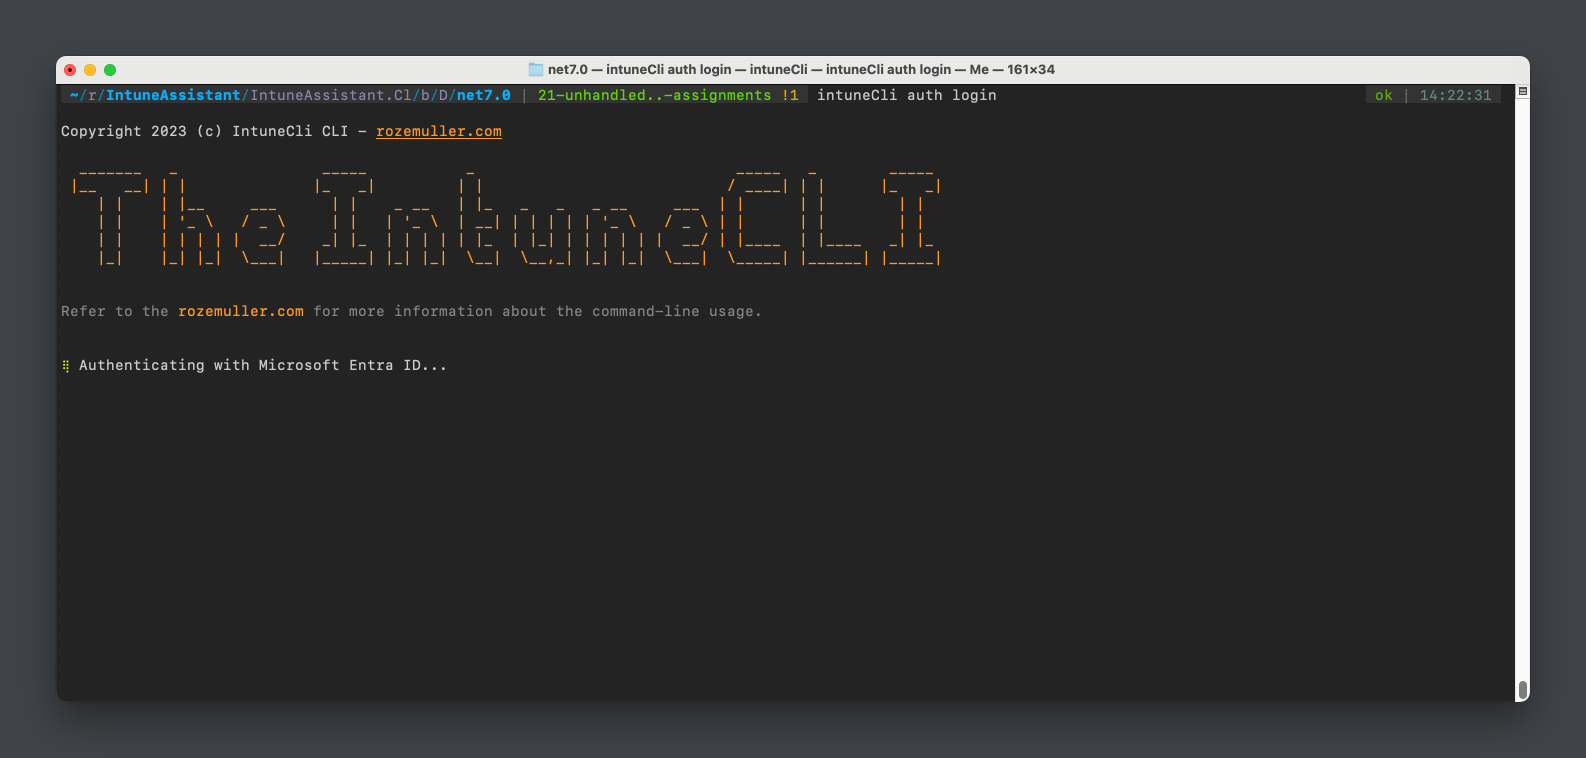 net7.0 — intuneCli auth login — intuneCli — intuneCli auth login — Me — 161×34
~/r/IntuneAssistant/IntuneAssistant.Cl/b/D/net7.0 | 21-unhandled..-assignments !1 intuneCli auth login ok | 14:22:31
Copyright 2023 (c) IntuneCli CLI - rozemuller.com
The IntuneCLI
Refer to the rozemuller.com for more information about the command-line usage.
Authenticating with Microsoft Entra ID...